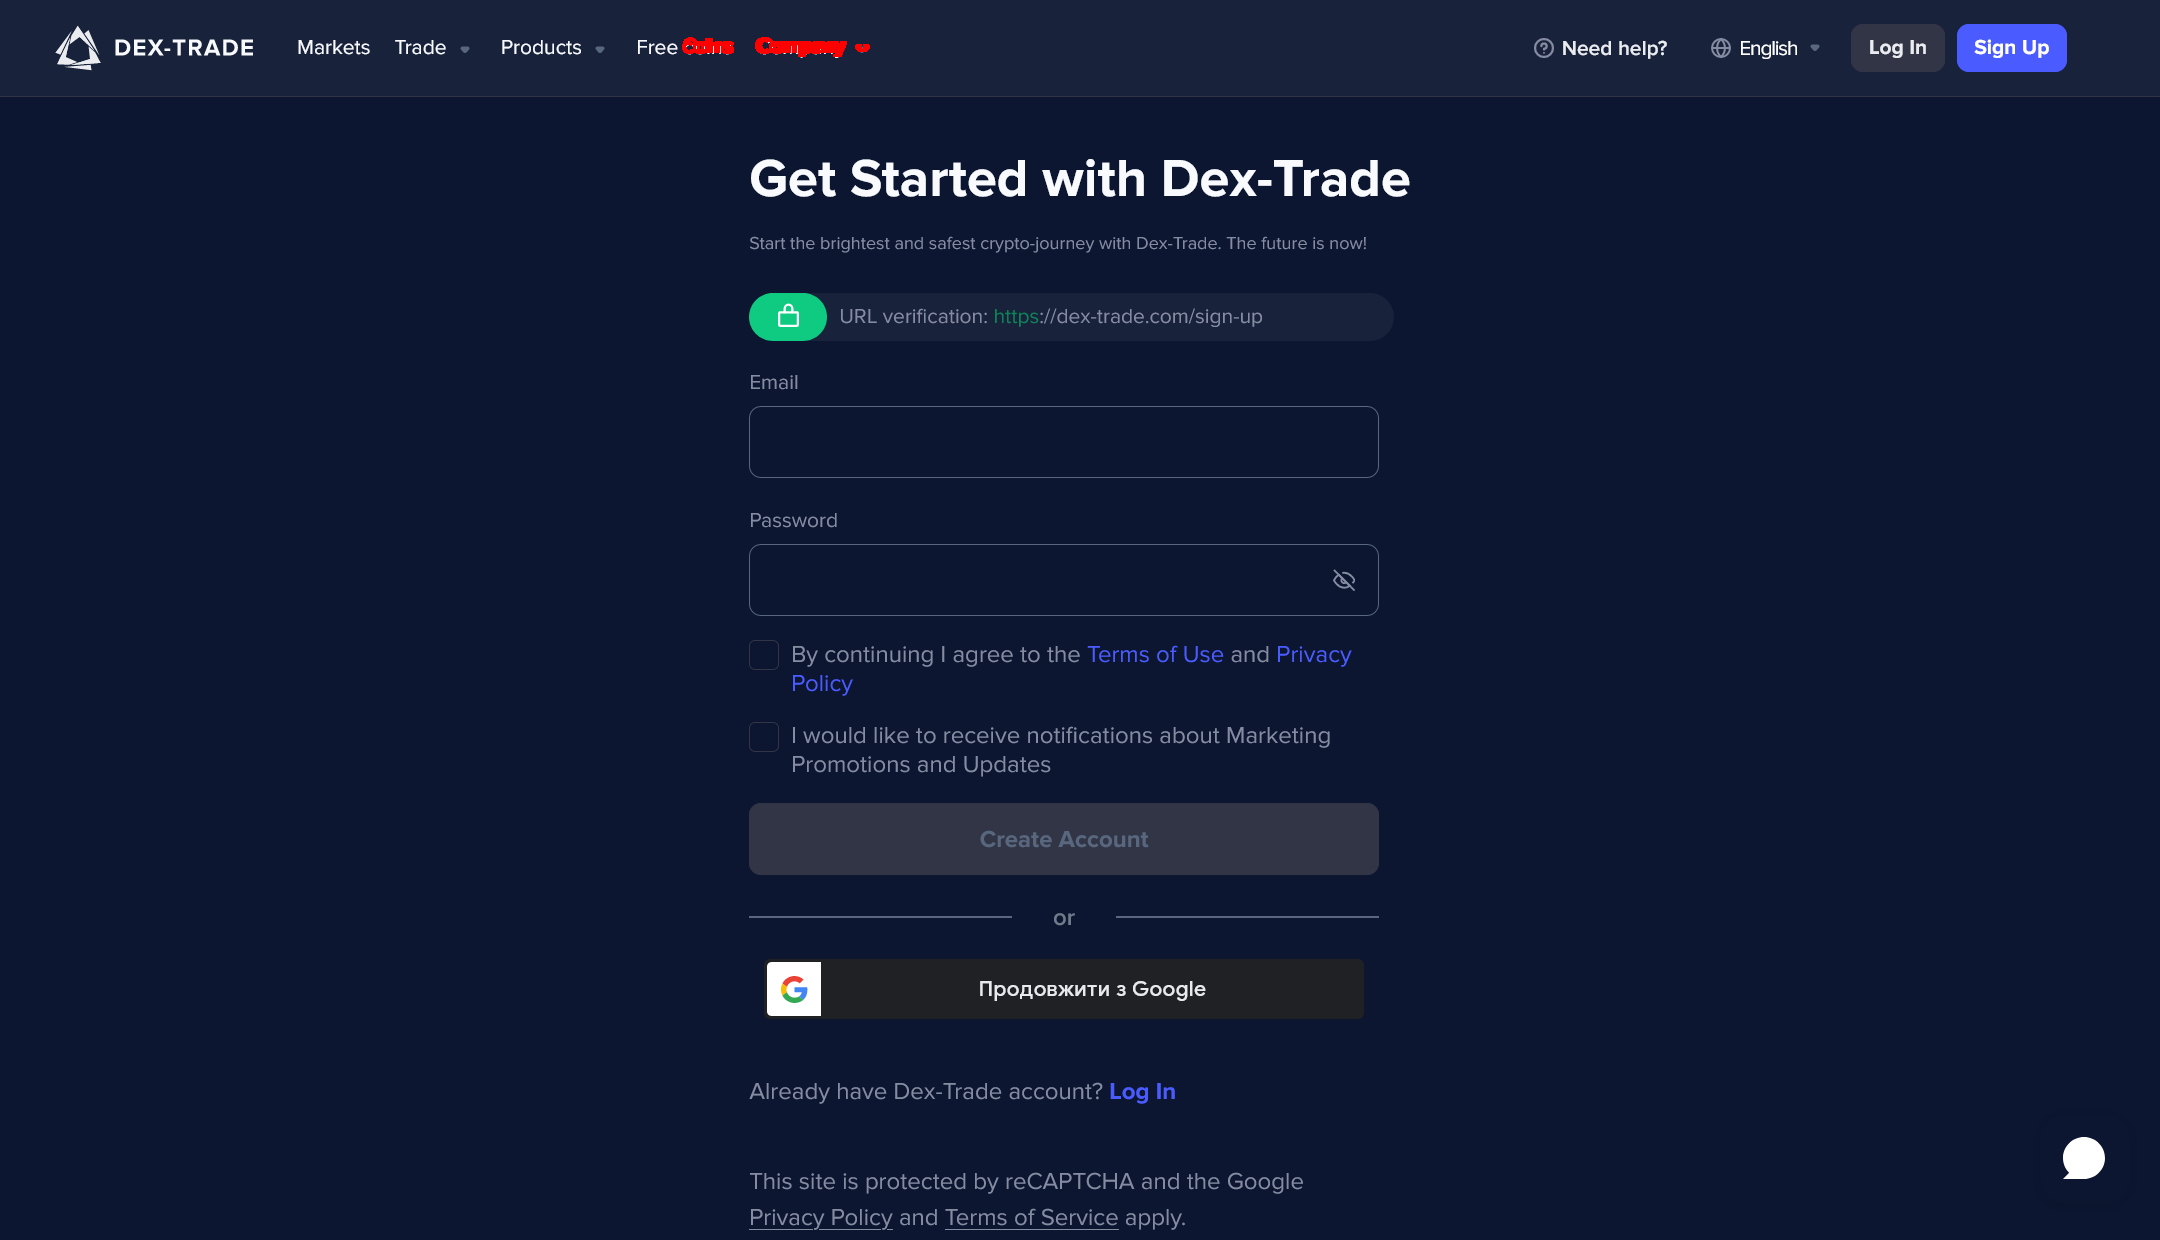 DEX-TRADE Markets Trade Products Free Coins Company Need help? English Log In Sign Up
Get Started with Dex-Trade
Start the brightest and safest crypto-journey with Dex-Trade. The future is now!
URL verification: https://dex-trade.com/sign-up
Email
Password
By continuing I agree to the Terms of Use and Privacy
Policy
I would like to receive notifications about Marketing
Promotions and Updates
Create Account
or
Продовжити з Google
Already have Dex-Trade account? Log In
This site is protected by reCAPTCHA and the Google
Privacy Policy and Terms of Service apply.